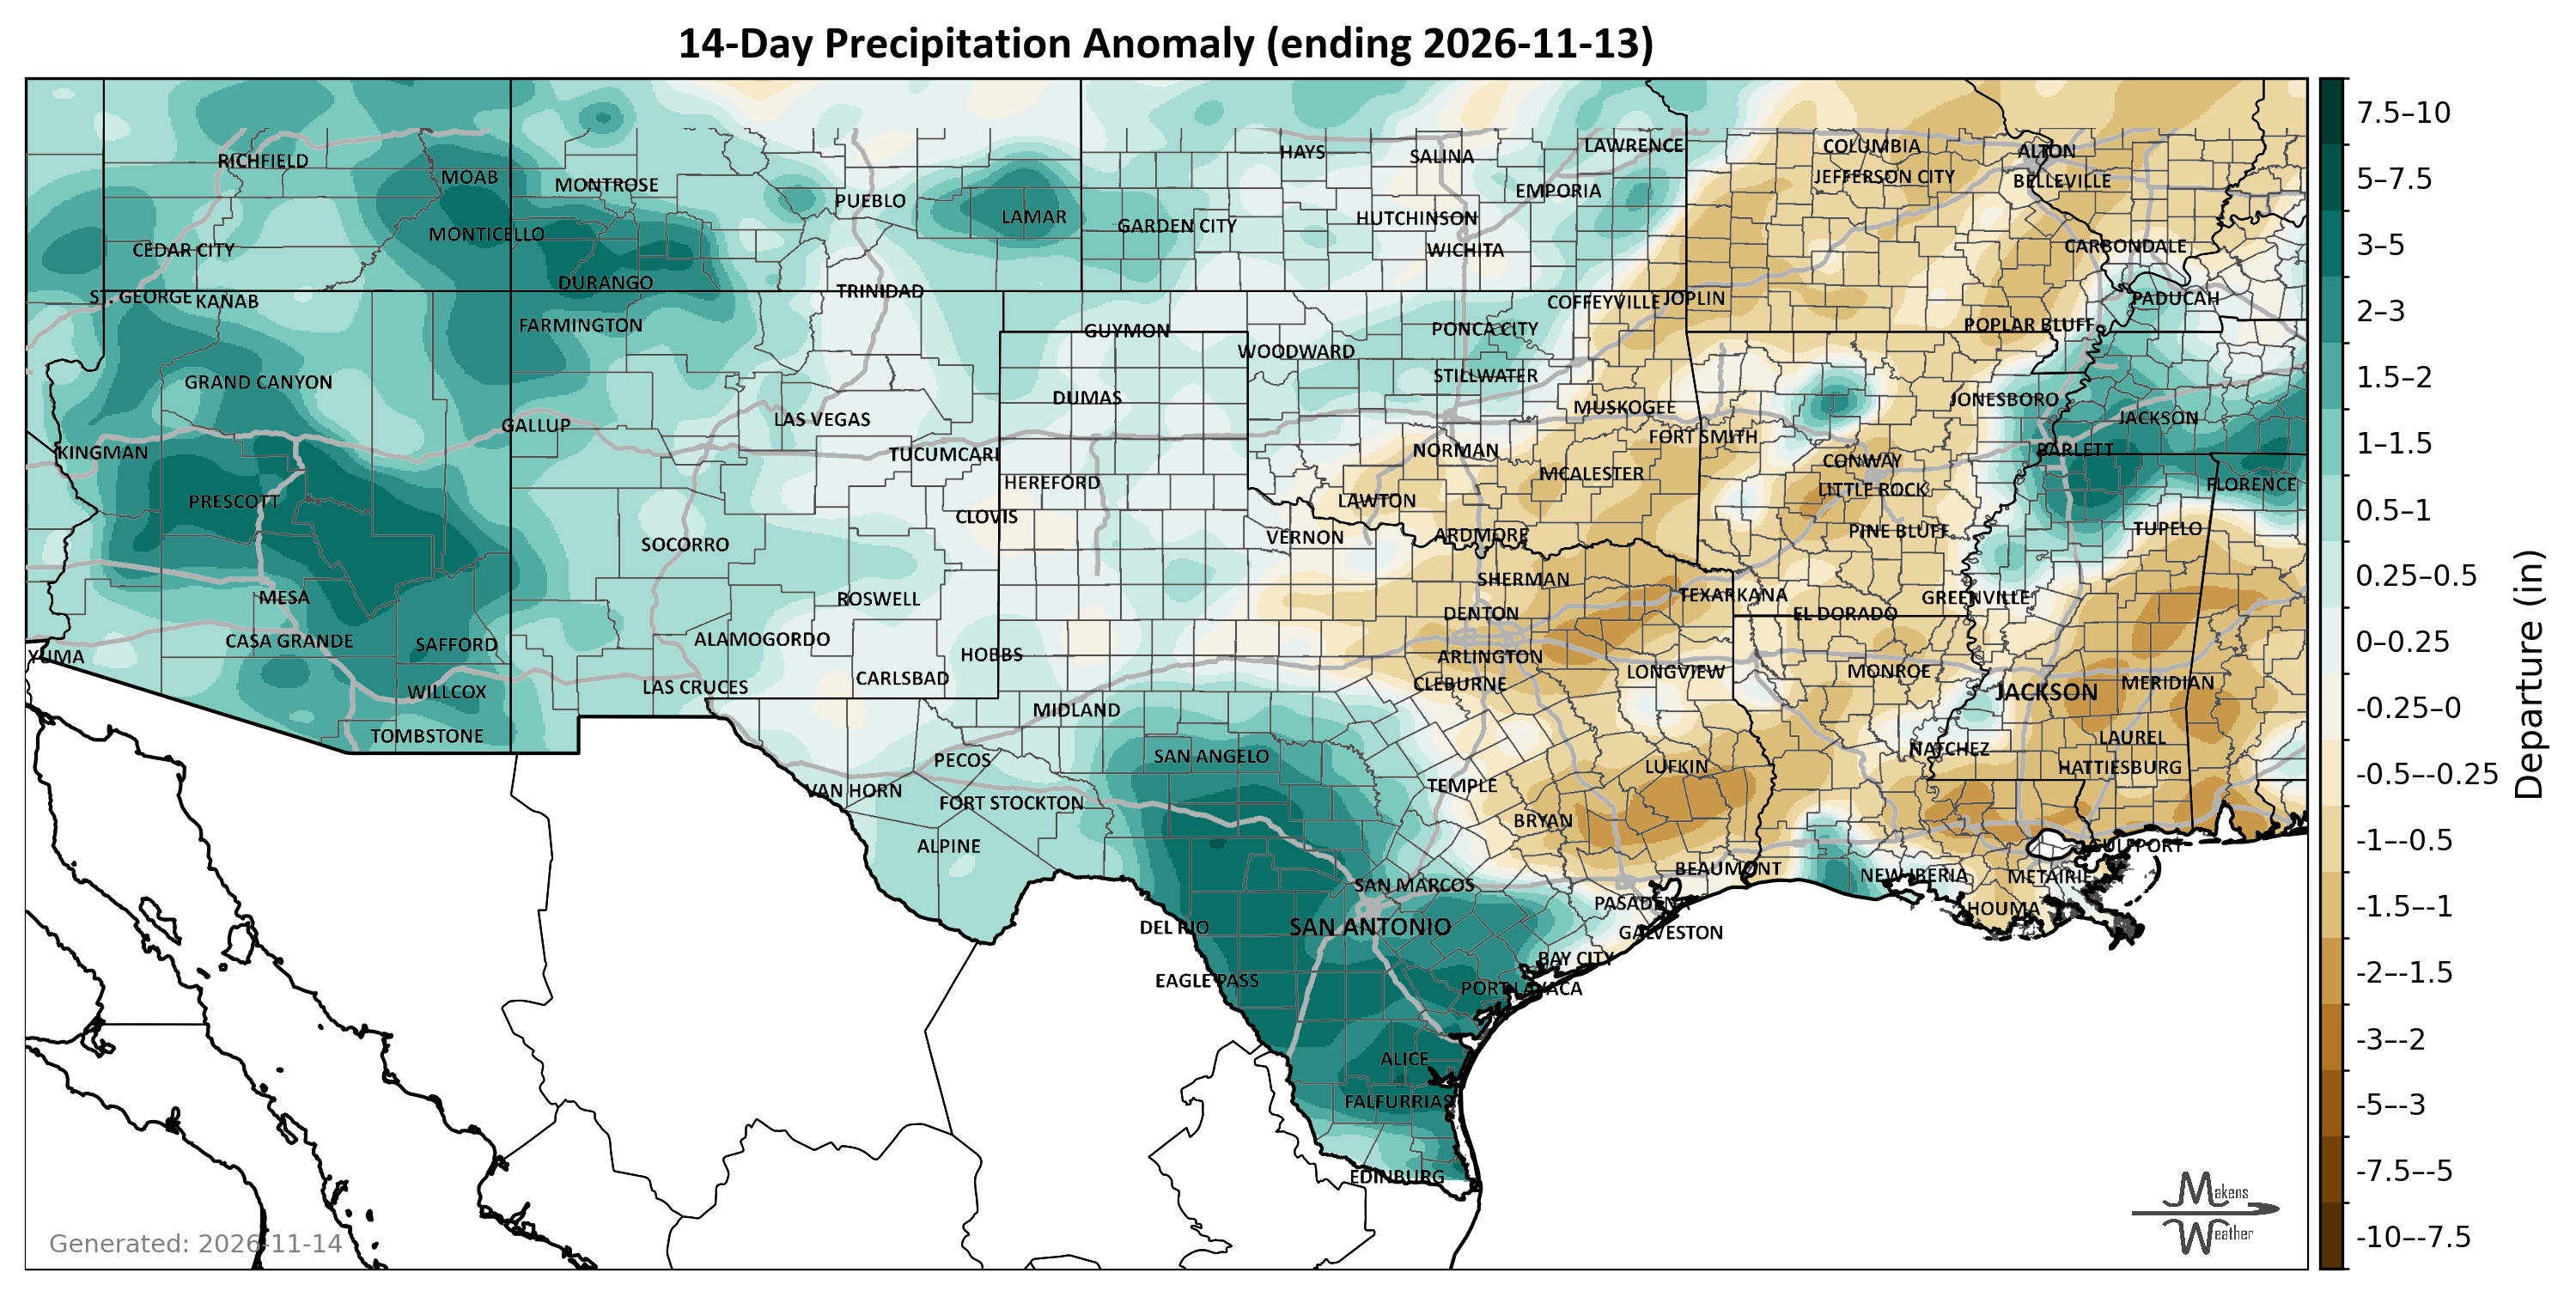 14-Day Precipitation Anomaly (ending 2026-11-13)
RICHFIELD
MOAB
MONTROSE
PUEBLO
LAMAR
HAYS
SALINA
LAWRENCE
EMPORIA
COLUMBIA
JEFFERSON CITY
ALTON
BELLEVILLE
CEDAR CITY
MONTICELLO
DURANGO
GARDEN CITY
HUTCHINSON
WICHITA
CARBONDALE
ST. GEORGE
KANAB
FARMINGTON
TRINIDAD
GUYMON
COFFEYVILLE
JOPLIN
PONCA CITY
PADUCAH
POPLAR BLUFF
WOODWARD
STILLWATER
GRAND CANYON
DUMAS
LAS VEGAS
MUSKOGEE
JONESBORO
JACKSON
GALLUP
KINGMAN
TUCUMCARI
NORMAN
FORT SMITH
BARLETT
CONWAY
PRESCOTT
HEREFORD
MCALESTER
LAWTON
LITTLE ROCK
FLORENCE
CLOVIS
SOCORRO
VERNON
ARDMORE
PINE BLUFF
TUPELO
MESA
ROSWELL
SHERMAN
DENTON
TEXARKANA
EL DORADO
GREENVILLE
CASA GRANDE
SAFFORD
ALAMOGORDO
HOBBS
ARLINGTON
YUMA
WILLCOX
LAS CRUCES
CARLSBAD
CLEBURNE
LONGVIEW
MONROE
JACKSON
MERIDIAN
TOMBSTONE
MIDLAND
PECOS
SAN ANGELO
TEMPLE
LUFKIN
NATCHEZ
LAUREL
HATTIESBURG
VAN HORN
FORT STOCKTON
BRYAN
ALPINE
GULFPORT
SAN MARCOS
BEAUMONT
NEW IBERIA
METAIRIE
PASADENA
HOUMA
DEL RIO
SAN ANTONIO
GALVESTON
EAGLE PASS
BAY CITY
PORT LAVACA
ALICE
FALFURRIAS
EDINBURG
7.5–10
5–7.5
3–5
2–3
1.5–2
1–1.5
0.5–1
0.25–0.5
0–0.25
-0.25–0
-0.5–-0.25
-1–-0.5
-1.5–-1
-2–-1.5
-3–-2
-5–-3
-7.5–-5
-10–-7.5
Departure (in)
Generated: 2026-11-14
Makens
Weather